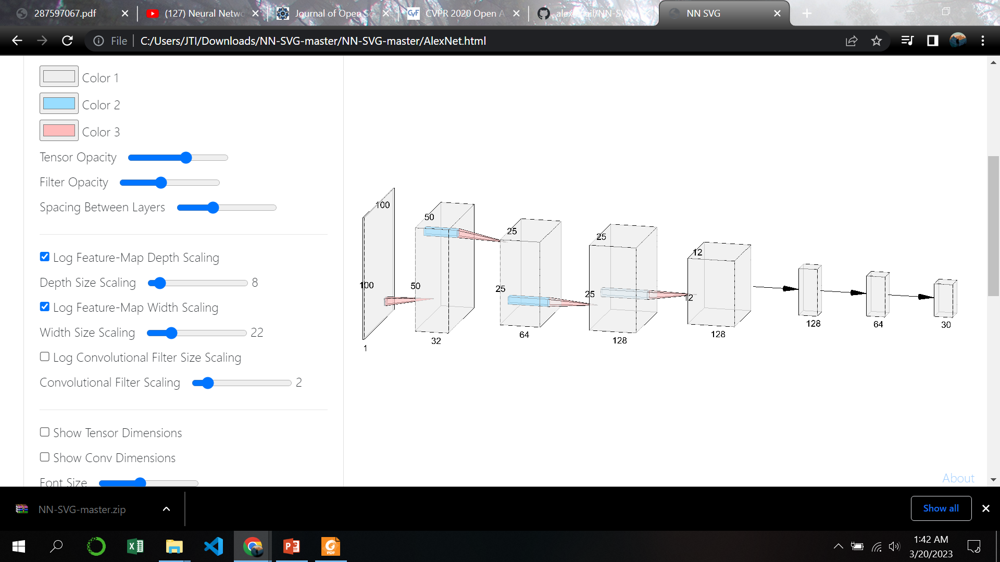 287597067.pdf
(127) Neural Netwo
Journal of Open So
CVPR 2020 Open A
NN SVG
File
C:/Users/JTI/Downloads/NN-SVG-master/NN-SVG-master/AlexNet.html
Color 1
Color 2
Color 3
Tensor Opacity
Filter Opacity
Spacing Between Layers
Log Feature-Map Depth Scaling
Depth Size Scaling 8
Log Feature-Map Width Scaling
Width Size Scaling 22
Log Convolutional Filter Size Scaling
Convolutional Filter Scaling 2
Show Tensor Dimensions
Show Conv Dimensions
Font Size
100
100
1
50
50
32
25
25
64
25
25
128
12
12
128
128
64
30
About
NN-SVG-master.zip
Show all
PDF
1:42 AM
3/20/2023